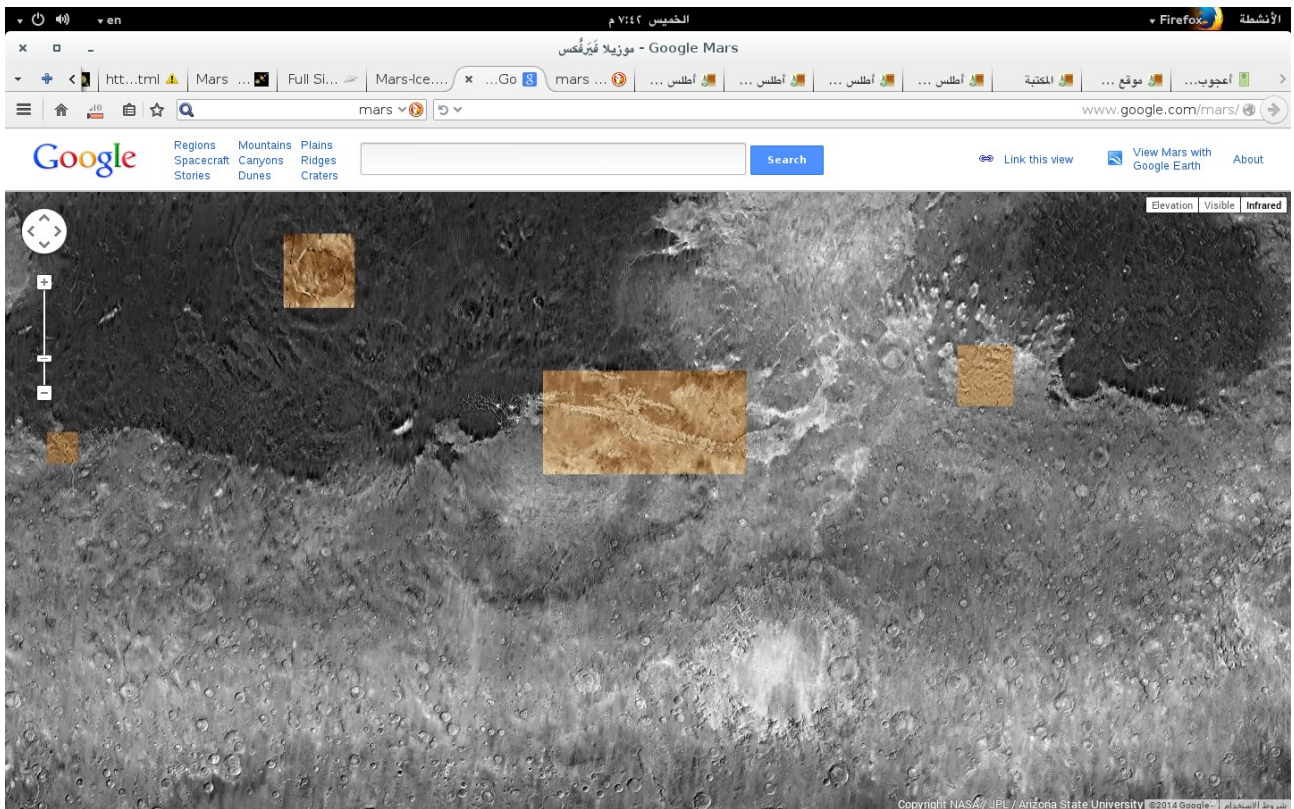 الأنشطة Firefox الخميس ٧:٤٢ م en
Google Mars - موزيلا فَيَرفُكس
أعجوب... موقع ... المكتبة أطلس ... أطلس ... أطلس ... أطلس ... أطلس ... mars ... Go... Mars-Ice.... Full Si... Mars ... htt...tml
www.google.com/mars/ mars
Google
Regions Mountains Plains
Spacecraft Canyons Ridges
Stories Dunes Craters
Search
Link this view
View Mars with
Google Earth
About
Elevation Visible Infrared
Copyright NASA / JPL / Arizona State University ©2014 Google - شروط الاستخدام